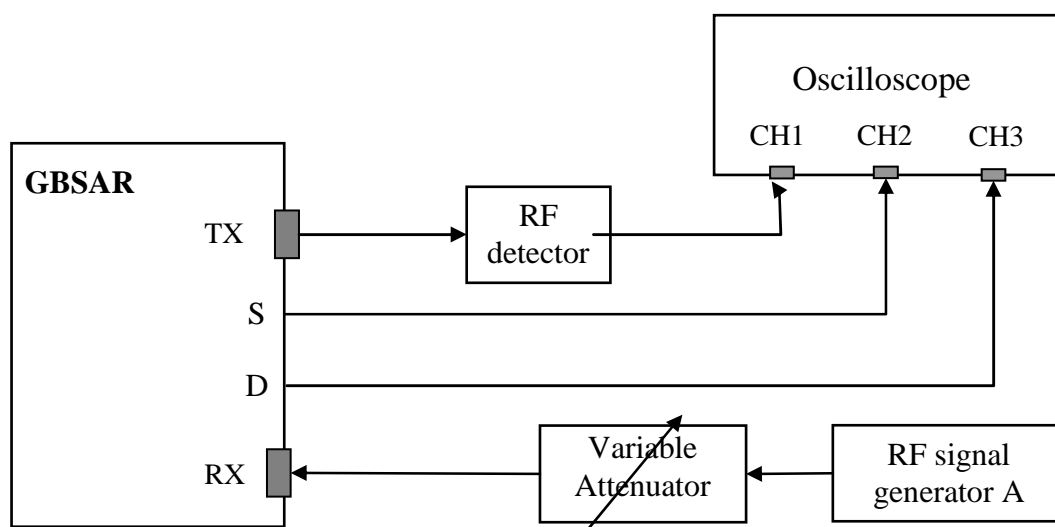 Oscilloscope
CH1
CH2
CH3
GBSAR
TX
RF
detector
S
D
RX
Variable
Attenuator
RF signal
generator A